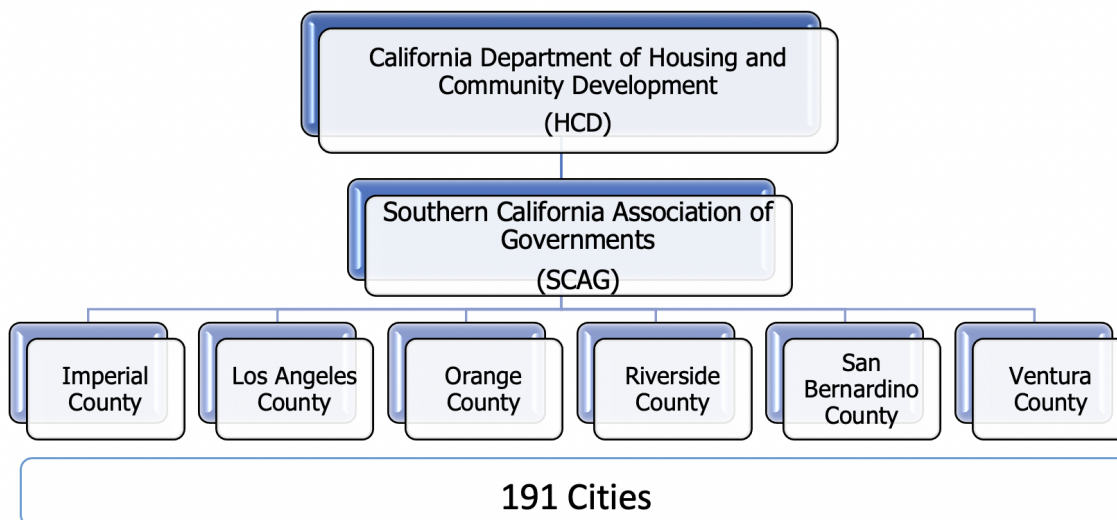 California Department of Housing and
Community Development
(HCD)
Southern California Association of
Governments
(SCAG)
Imperial
County
Los Angeles
County
Orange
County
Riverside
County
San
Bernardino
County
Ventura
County
191 Cities